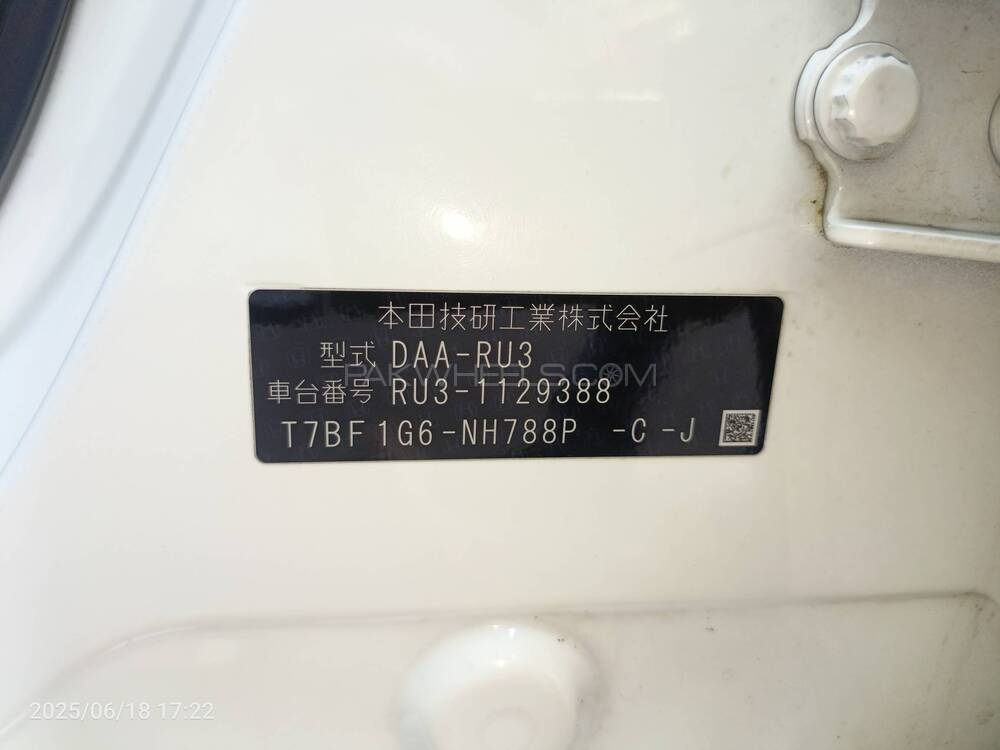 本田技研工業株式会社
型式 DAA-RU3
PAKWHEELS.COM
車台番号 RU3-1129388
T7BF1G6-NH788P -C-J
2025/06/18 17:22